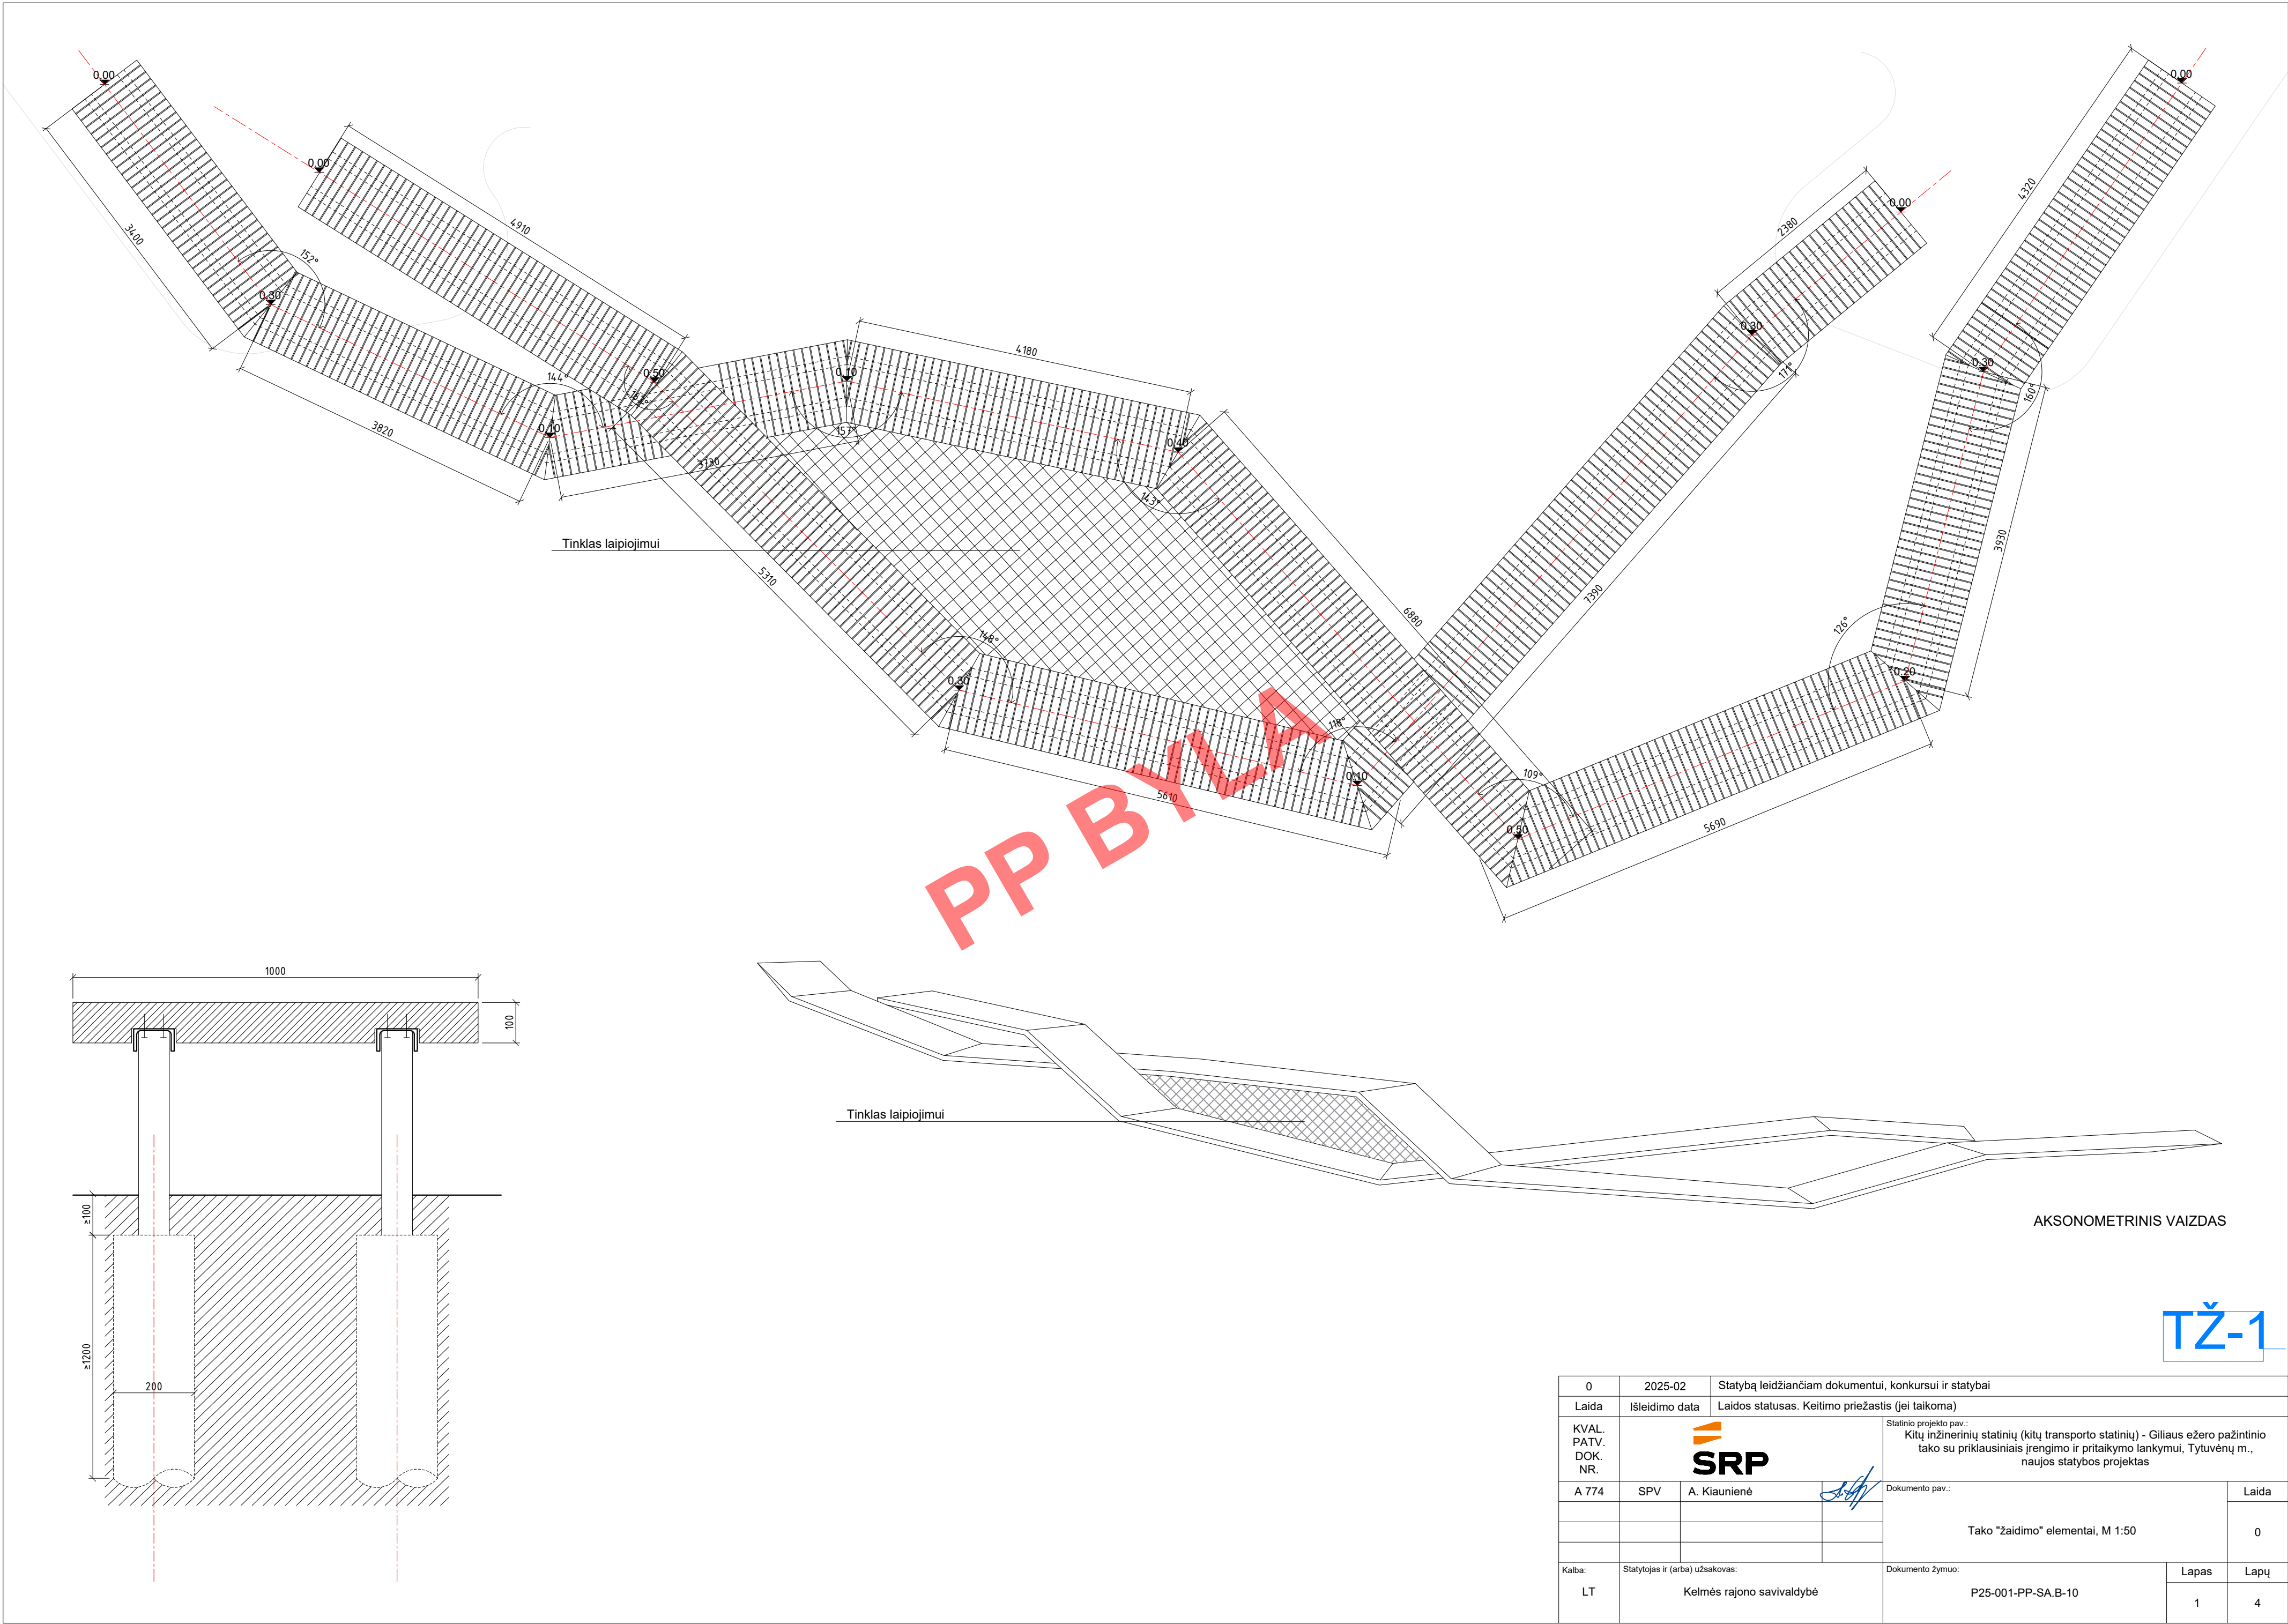 0.00
0.00
0.00
0.00
3400
152°
0.30
4910
3820
144°
0.10
0.50
0.10
157°
3130
4180
0.40
143°
Tinklas laipiojimui
5310
148°
0.30
5610
118°
0.10
6880
7390
2380
0.30
171°
4320
0.30
160°
3930
126°
0.20
109°
0.50
5690
PP BYLA
1000
100
≥100
≥1200
200
Tinklas laipiojimui
AKSONOMETRINIS VAIZDAS
TŽ-1
0 2025-02 Statybą leidžiančiam dokumentui, konkursui ir statybai
Laida Išleidimo data Laidos statusas. Keitimo priežastis (jei taikoma)
KVAL.
PATV.
DOK.
NR.
SRP
Statinio projekto pav.:
Kitų inžinerinių statinių (kitų transporto statinių) - Giliaus ežero pažintinio
tako su priklausiniais įrengimo ir pritaikymo lankymui, Tytuvėnų m.,
naujos statybos projektas
A 774 SPV A. Kiaunienė
Dokumento pav.:
Laida
Tako "žaidimo" elementai, M 1:50
0
Kalba:
LT
Statytojas ir (arba) užsakovas:
Kelmės rajono savivaldybė
Dokumento žymuo:
P25-001-PP-SA.B-10
Lapas Lapų
1 4